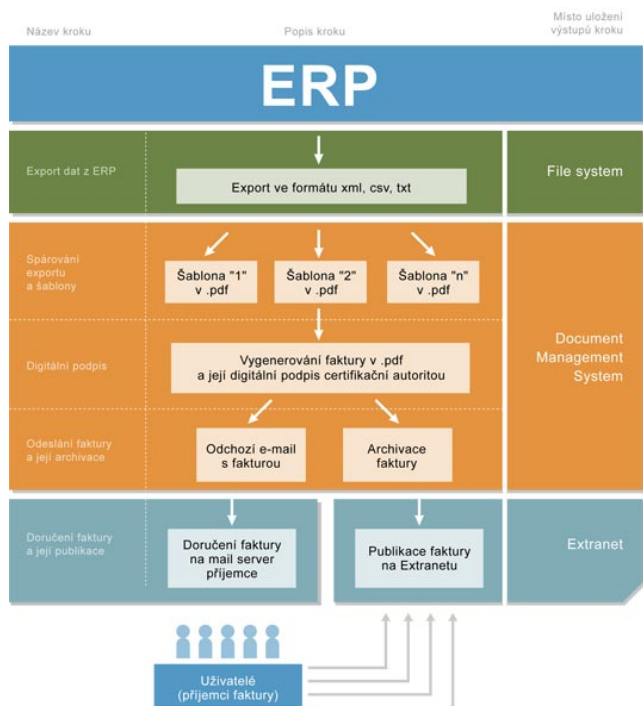 Název kroku
Popis kroku
Místo uložení
výstupů kroku
ERP
Export dat z ERP
Export ve formátu xml, csv, txt
File system
Spárování
exportu
a šablony
Šablona "1"
v .pdf
Šablona "2"
v .pdf
Šablona "n"
v .pdf
Digitální podpis
Vygenerování faktury v .pdf
a její digitální podpis certifikační autoritou
Document
Management
System
Odeslání faktury
a její archivace
Odchozí e-mail
s fakturou
Archivace
faktury
Doručení faktury
a její publikace
Doručení faktury
na mail server
příjemce
Publikace faktury
na Extranetu
Extranet
Uživatelé
(příjemci faktury)